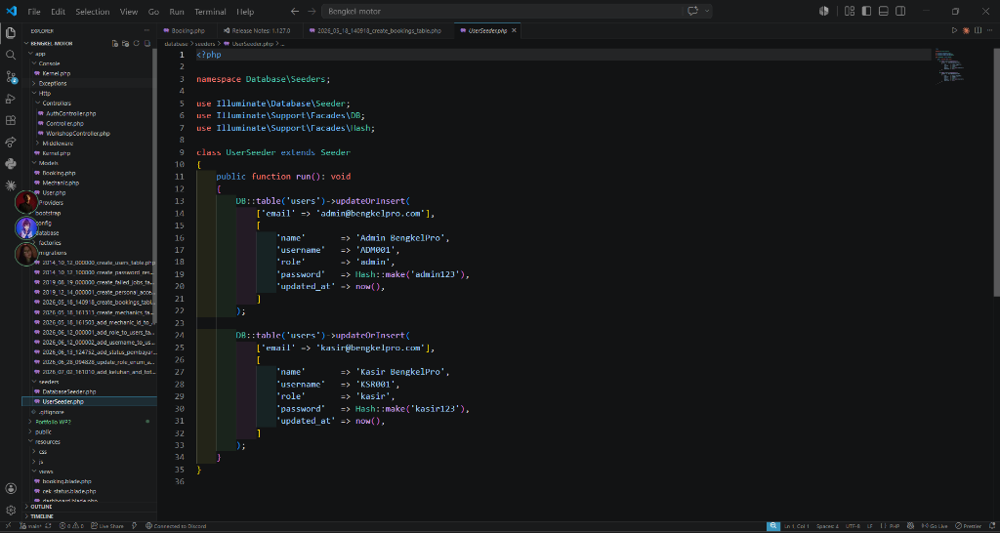 File Edit Selection View Go Run Terminal Help
Bengkel-motor
EXPLORER
BENGKEL-MOTOR
app
Console
Kernel.php
Exceptions
Http
Controllers
AuthController.php
Controller.php
WorkshopController.php
Middleware
Kernel.php
Models
Booking.php
Mechanic.php
User.php
Providers
bootstrap
config
database
factories
migrations
2014_10_12_000000_create_users_table.php
2014_10_12_100000_create_password_res...
2019_08_19_000000_create_failed_jobs_ta...
2019_12_14_000001_create_personal_acce...
2026_05_18_140918_create_bookings_tabl...
2026_05_18_161503_add_mechanic_id_to_...
2026_06_12_000001_add_role_to_users_ta...
2026_06_12_000002_add_username_to_us...
2026_06_13_124752_add_status_pembayar...
2026_06_28_094828_update_role_enum_a...
2026_07_02_161010_add_keluhan_and_tot...
seeders
DatabaseSeeder.php
UserSeeder.php
.gitignore
Portfolio WP2
public
resources
css
js
views
booking.blade.php
cek-status.blade.php
dashboard.blade.php
OUTLINE
TIMELINE
Booking.php
Release Notes: 1.127.0
2026_05_18_140918_create_bookings_table.php
UserSeeder.php
database > seeders > UserSeeder.php > ...
1 <?php
2
3 namespace Database\Seeders;
4
5 use Illuminate\Database\Seeder;
6 use Illuminate\Support\Facades\DB;
7 use Illuminate\Support\Facades\Hash;
8
9 class UserSeeder extends Seeder
10 {
11 public function run(): void
12 {
13 DB::table('users')->updateOrInsert(
14 ['email' => 'admin@bengkelpro.com'],
15 [
16 'name' => 'Admin BengkelPro',
17 'username' => 'ADM001',
18 'role' => 'admin',
19 'password' => Hash::make('admin123'),
20 'updated_at' => now(),
21 ]
22 );
23
24 DB::table('users')->updateOrInsert(
25 ['email' => 'kasir@bengkelpro.com'],
26 [
27 'name' => 'Kasir BengkelPro',
28 'username' => 'KSR001',
29 'role' => 'kasir',
30 'password' => Hash::make('kasir123'),
31 'updated_at' => now(),
32 ]
33 );
34 }
35 }
36
main* 0 0 Live Share Connected to Discord
Ln 1, Col 1 Spaces: 4 UTF-8 LF PHP Go Live Prettier